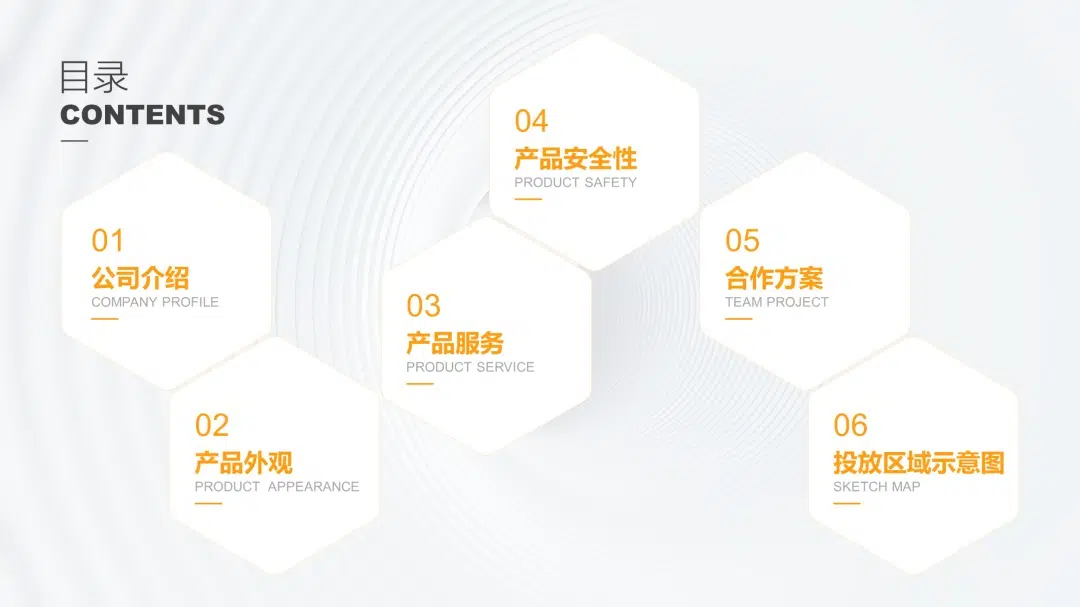 目录
CONTENTS
01
公司介绍
COMPANY PROFILE
02
产品外观
PRODUCT APPEARANCE
03
产品服务
PRODUCT SERVICE
04
产品安全性
PRODUCT SAFETY
05
合作方案
TEAM PROJECT
06
投放区域示意图
SKETCH MAP